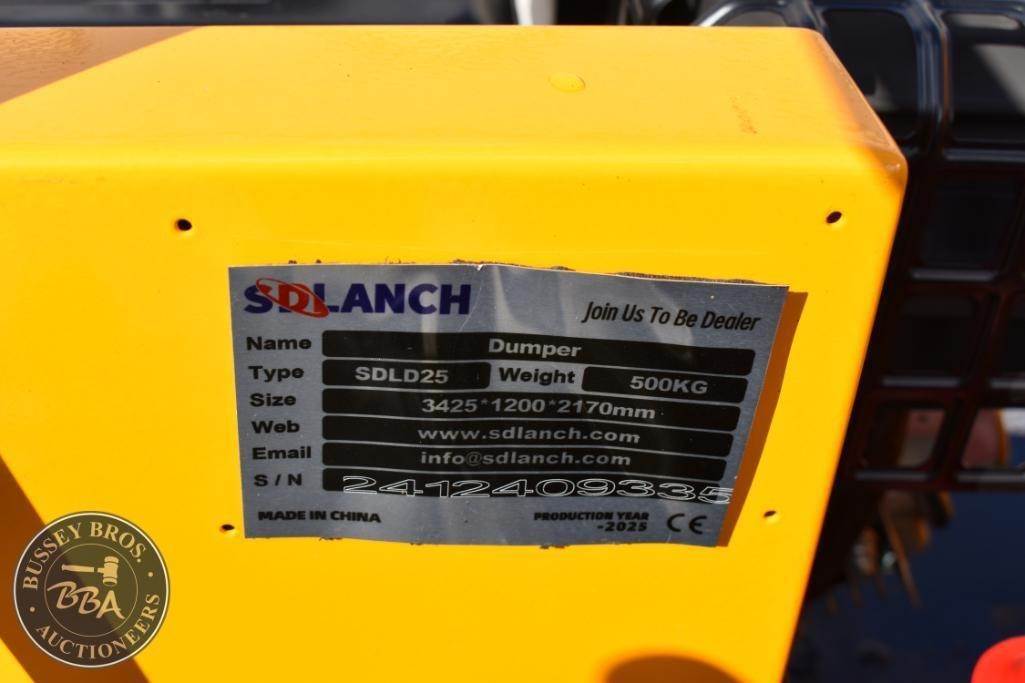 SDLANCH
Join Us To Be Dealer
Name Dumper
Type SDLD25 Weight 500KG
Size 3425*1200*2170mm
Web www.sdlanch.com
Email info@sdlanch.com
S/N 2412409335
MADE IN CHINA
PRODUCTION YEAR
-2025
CE
BUSSEY BROS.
BBA
AUCTIONEERS